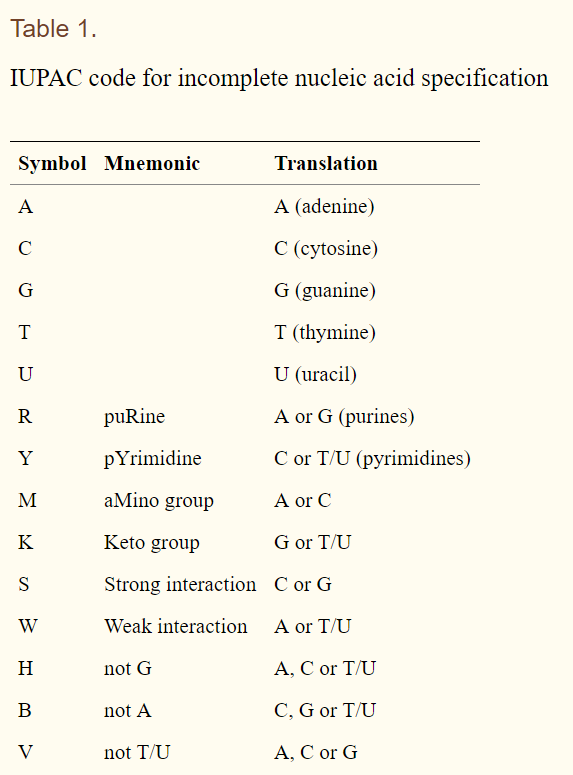 Table 1.
IUPAC code for incomplete nucleic acid specification
Symbol Mnemonic Translation
A A (adenine)
C C (cytosine)
G G (guanine)
T T (thymine)
U U (uracil)
R puRine A or G (purines)
Y pYrimidine C or T/U (pyrimidines)
M aMino group A or C
K Keto group G or T/U
S Strong interaction C or G
W Weak interaction A or T/U
H not G A, C or T/U
B not A C, G or T/U
V not T/U A, C or G